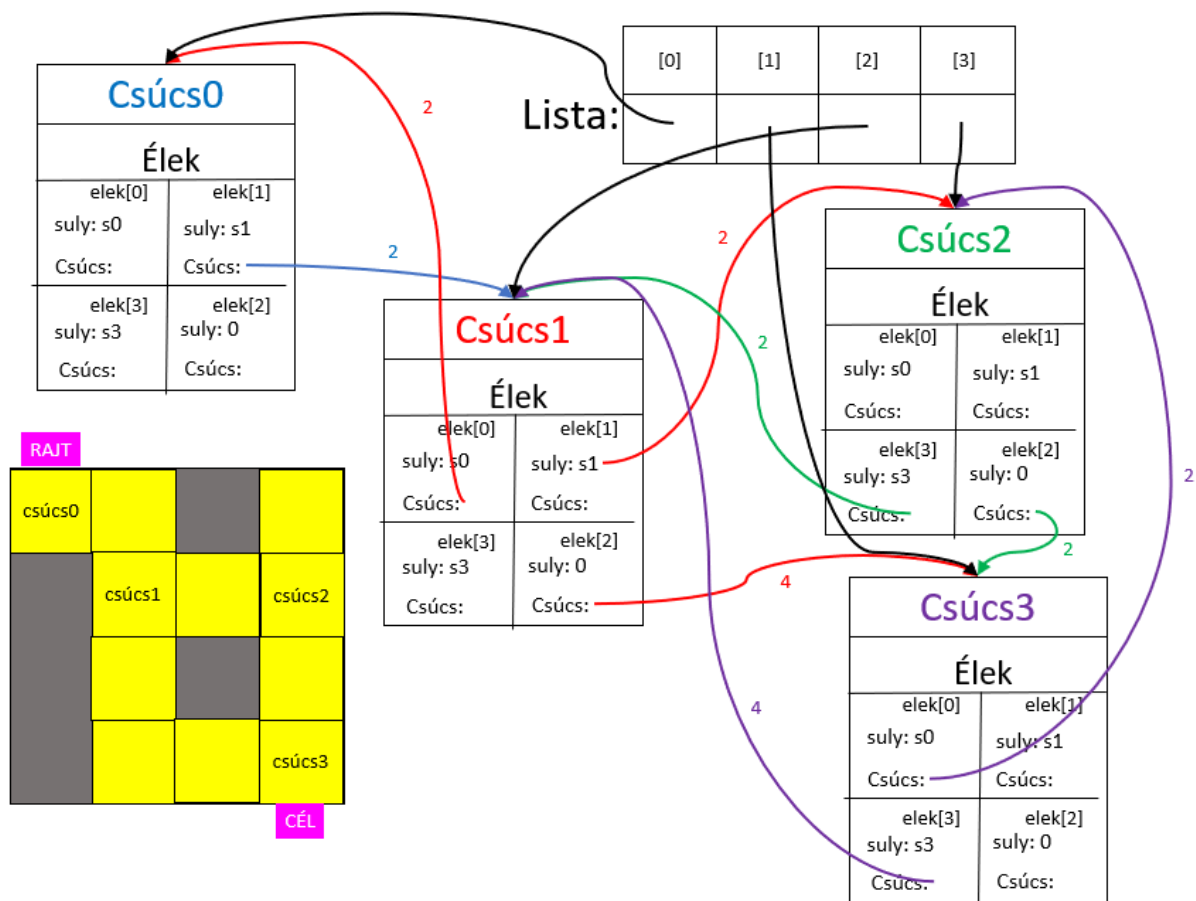 [0] [1] [2] [3]
Lista:
Csúcs0
Élek
elek[0] elek[1]
suly: s0 suly: s1
Csúcs: Csúcs:
elek[3] elek[2]
suly: s3 suly: 0
Csúcs: Csúcs:
2
2
2
2
4
4
2
2
Csúcs1
Élek
elek[0] elek[1]
suly: s0 suly: s1
Csúcs: Csúcs:
elek[3] elek[2]
suly: s3 suly: 0
Csúcs: Csúcs:
Csúcs2
Élek
elek[0] elek[1]
suly: s0 suly: s1
Csúcs: Csúcs:
elek[3] elek[2]
suly: s3 suly: 0
Csúcs: Csúcs:
Csúcs3
Élek
elek[0] elek[1]
suly: s0 suly: s1
Csúcs: Csúcs:
elek[3] elek[2]
suly: s3 suly: 0
Csúcs: Csúcs:
RAJT
csúcs0
csúcs1 csúcs2
csúcs3
CÉL